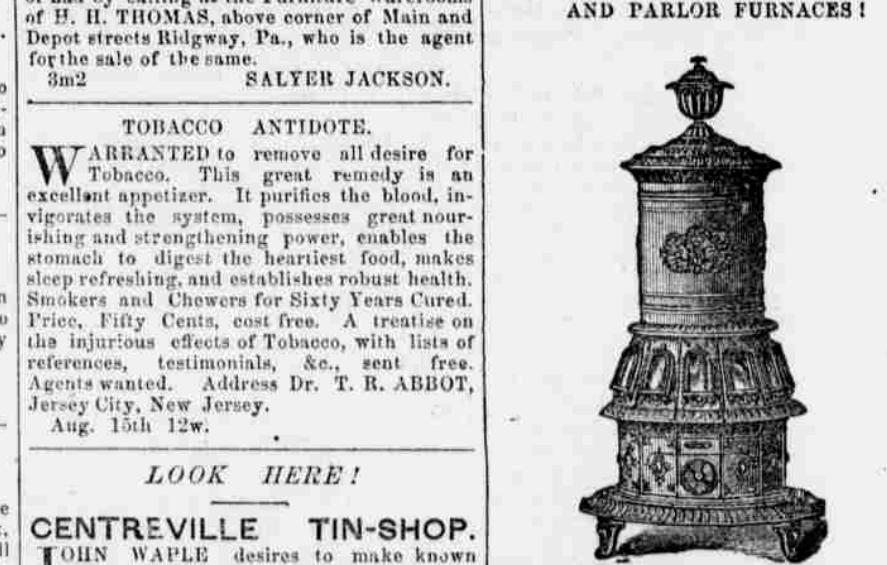 of H. H. THOMAS, above corner of Main and
Depot streets Ridgway, Pa., who is the agent
for the sale of the same.
3m2 SALYER JACKSON.
TOBACCO ANTIDOTE.
WARRANTED to remove all desire for
Tobacco. This great remedy is an
excellent appetizer. It purifies the blood, in-
vigorates the system, possesses great nour-
ishing and strengthening power, enables the
stomach to digest the heartiest food, makes
sleep refreshing, and establishes robust health.
Smokers and Chewers for Sixty Years Cured.
Price, Fifty Cents, cost free. A treatise on
the injurious effects of Tobacco, with lists of
references, testimonials, &c., sent free.
Agents wanted. Address Dr. T. R. ABBOT,
Jersey City, New Jersey.
Aug. 15th 12w.
LOOK HERE!
CENTREVILLE TIN-SHOP.
JOHN WAPLE desires to make known
AND PARLOR FURNACES!